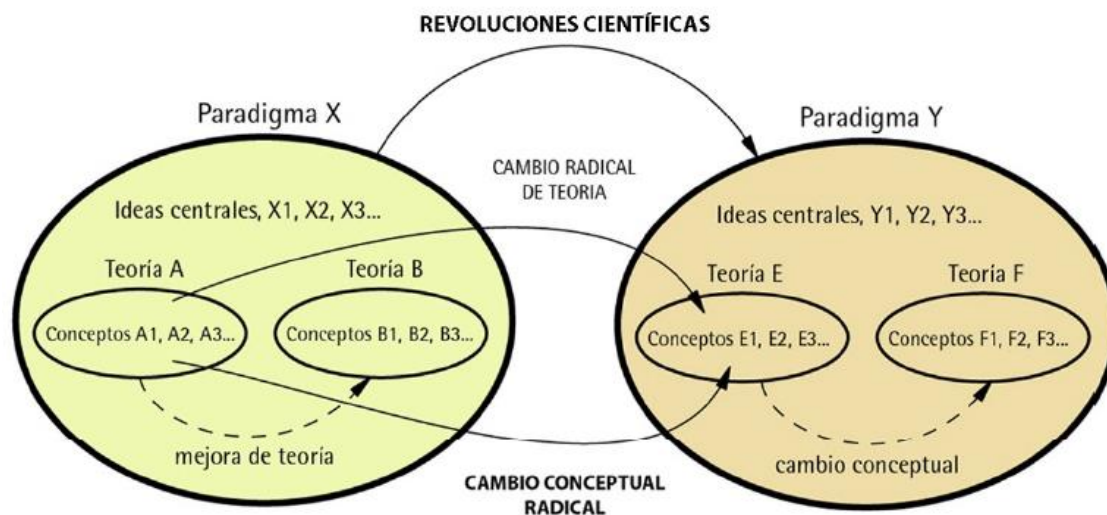 REVOLUCIONES CIENTÍFICAS
Paradigma X
Paradigma Y
CAMBIO RADICAL
DE TEORIA
Ideas centrales, X1, X2, X3...
Ideas centrales, Y1, Y2, Y3...
Teoría A
Teoría B
Teoría E
Teoría F
Conceptos A1, A2, A3...
Conceptos B1, B2, B3...
Conceptos E1, E2, E3...
Conceptos F1, F2, F3...
mejora de teoría
cambio conceptual
CAMBIO CONCEPTUAL
RADICAL